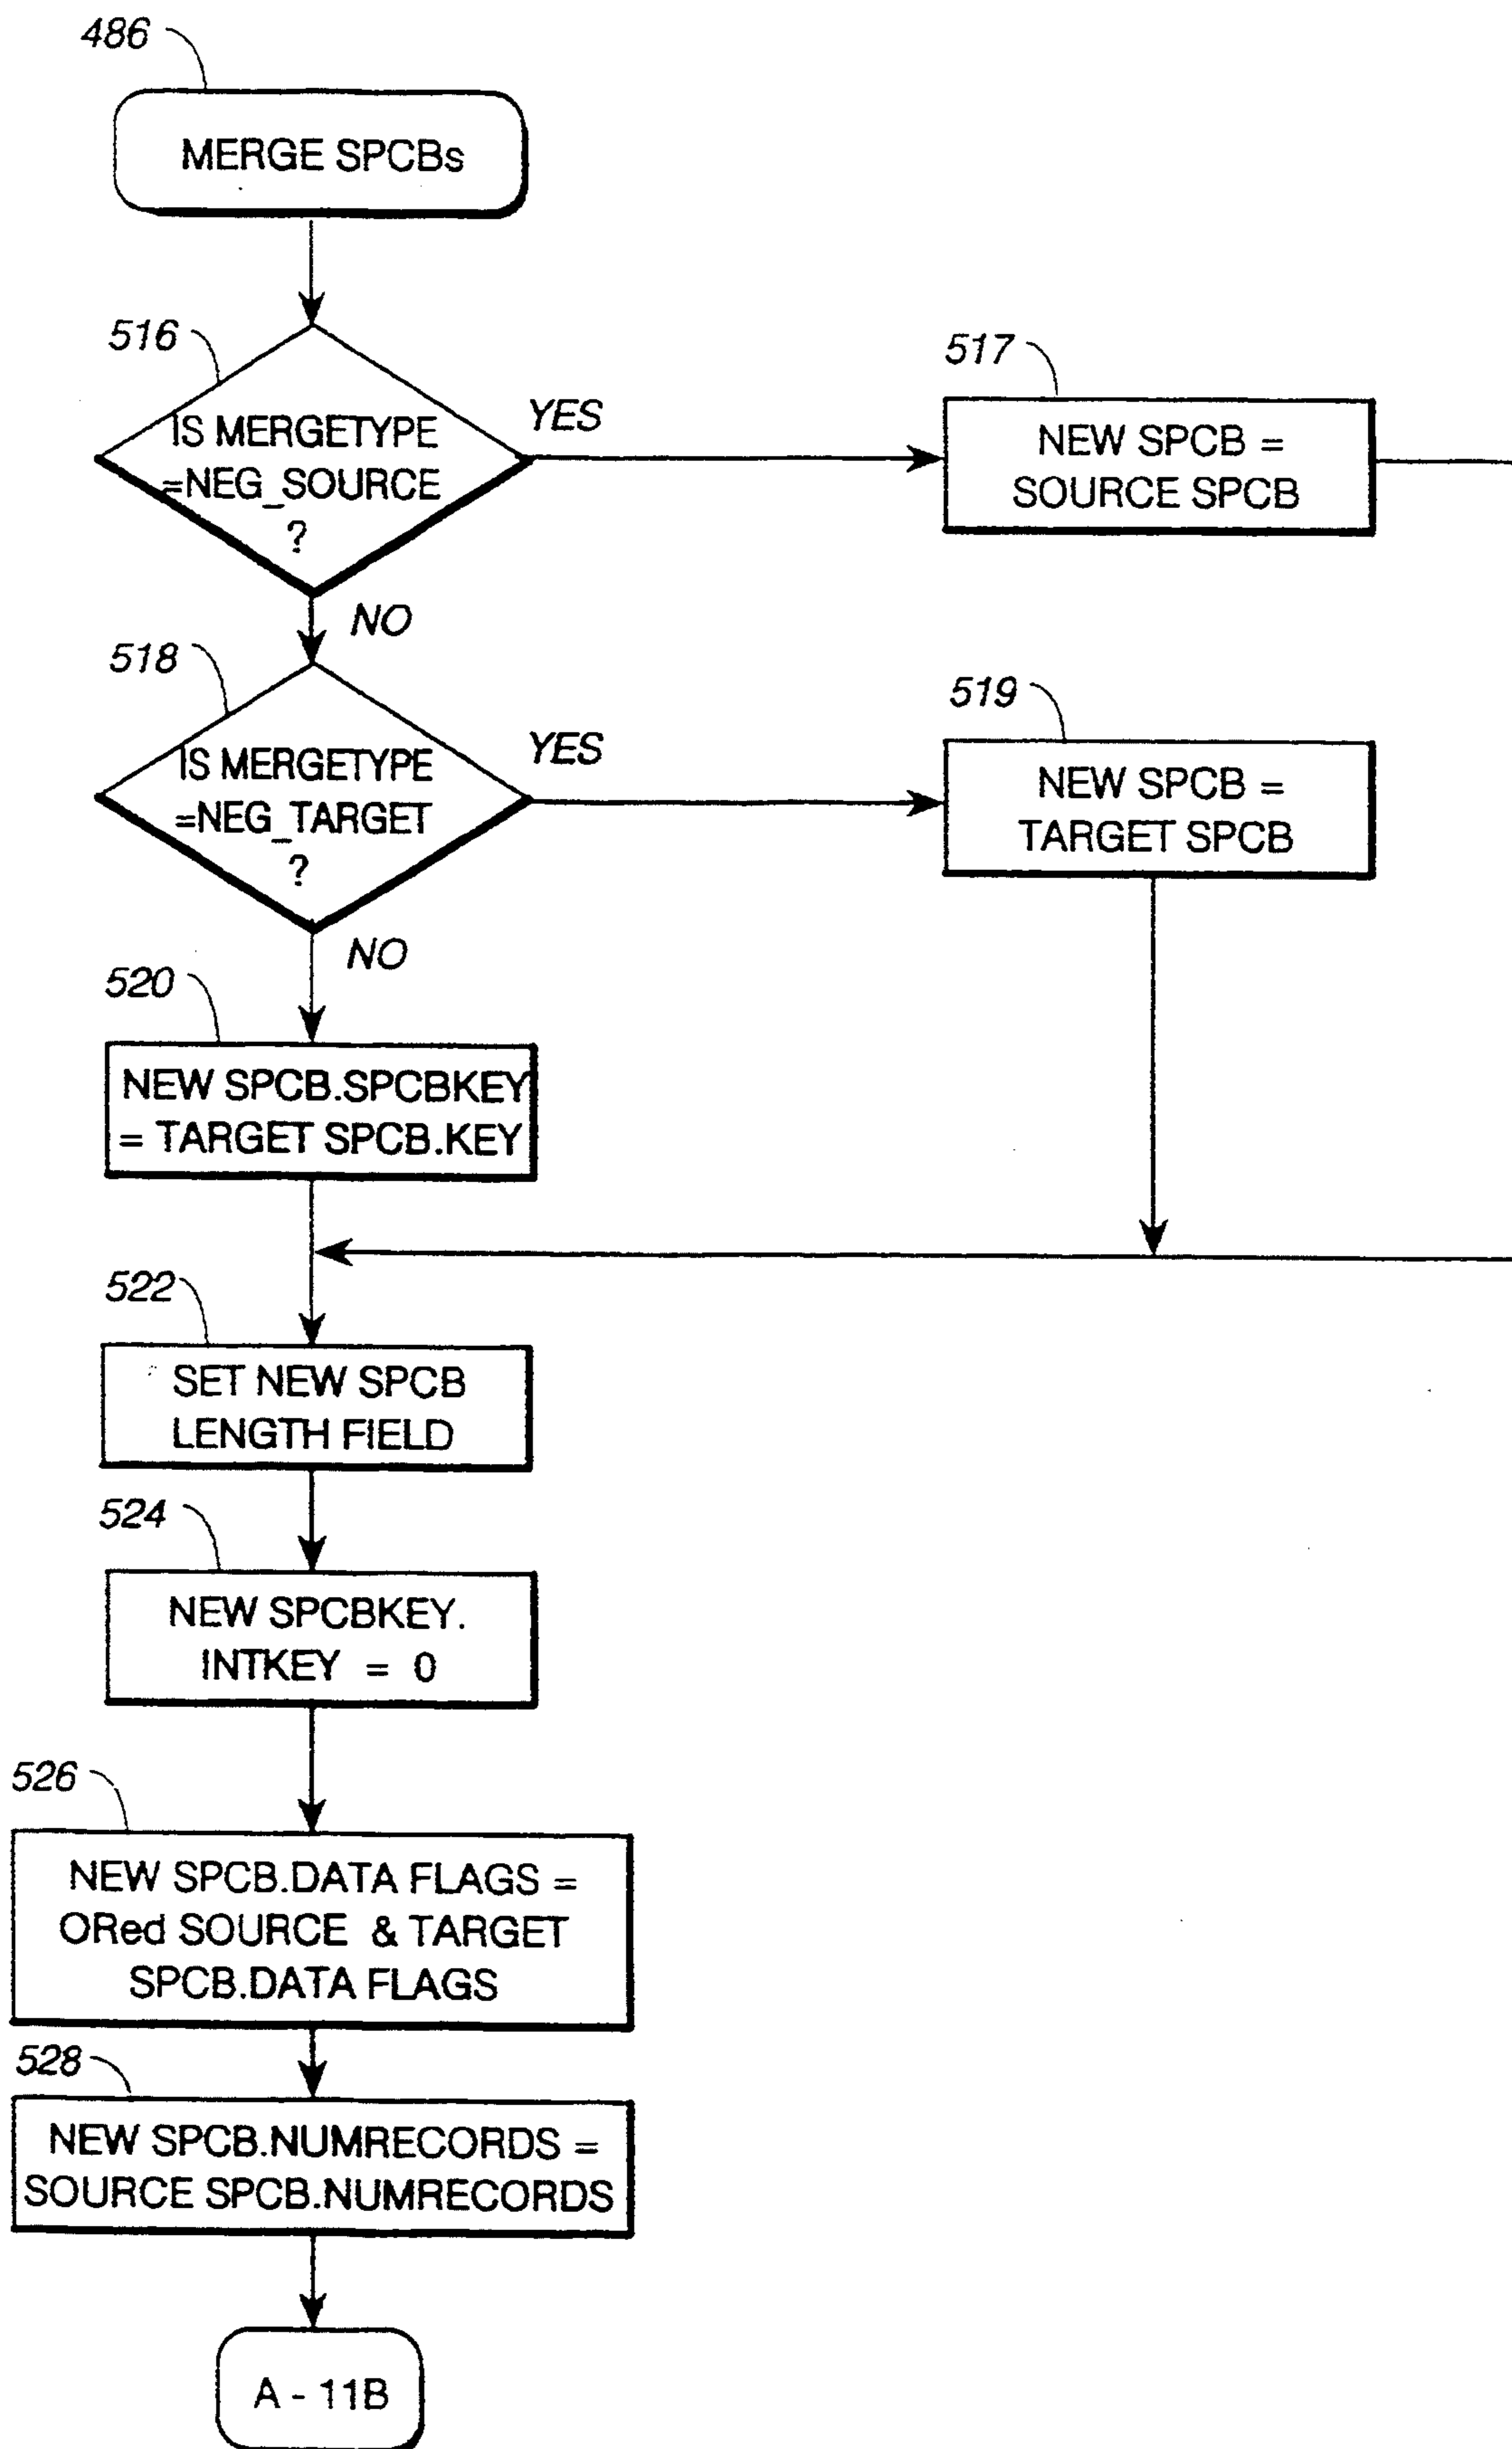 486
MERGE SPCBs
516
IS MERGETYPE
=NEG_SOURCE
?
YES
517
NEW SPCB =
SOURCE SPCB
NO
518
IS MERGETYPE
=NEG_TARGET
?
YES
519
NEW SPCB =
TARGET SPCB
NO
520
NEW SPCB.SPCBKEY
= TARGET SPCB.KEY
522
SET NEW SPCB
LENGTH FIELD
524
NEW SPCBKEY.
INTKEY = 0
526
NEW SPCB.DATA FLAGS =
ORed SOURCE & TARGET
SPCB.DATA FLAGS
528
NEW SPCB.NUMRECORDS =
SOURCE SPCB.NUMRECORDS
A - 11B